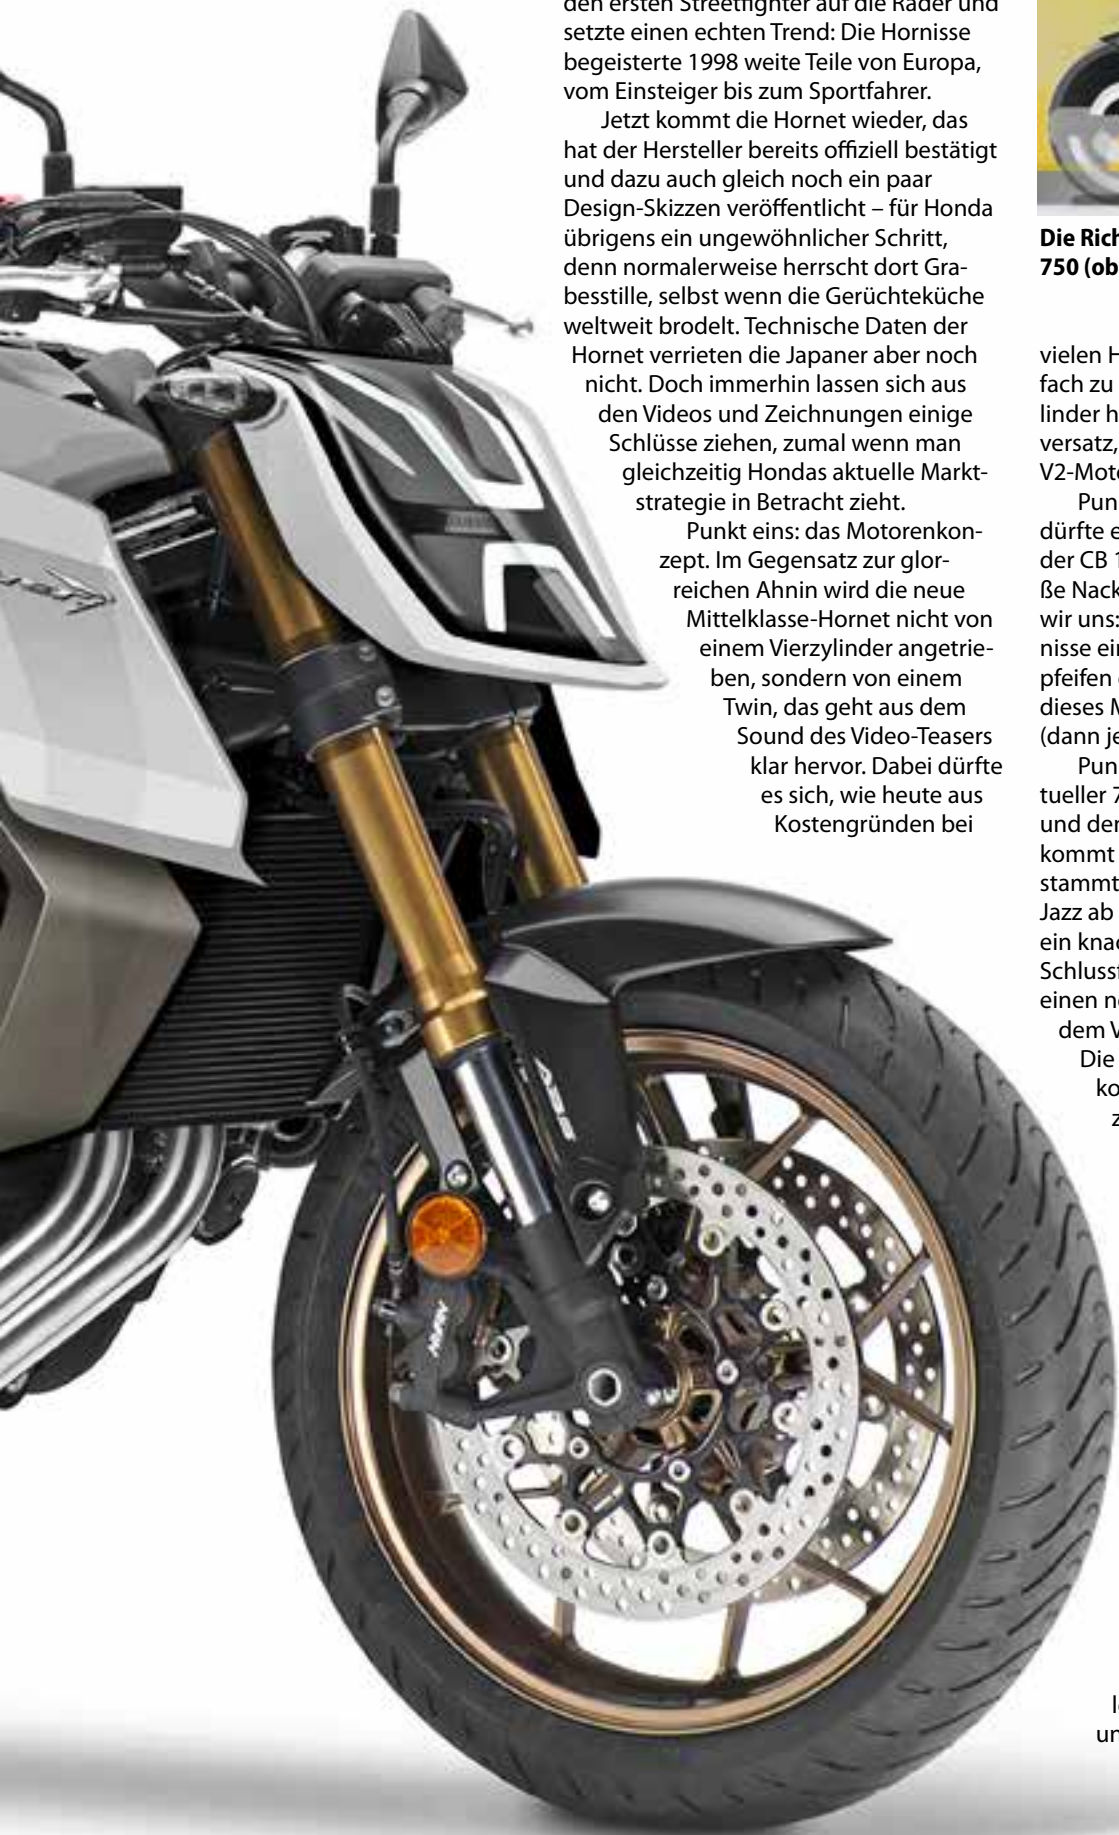 den ersten Streetfighter auf die Räder und
setzte einen echten Trend: Die Hornisse
begeisterte 1998 weite Teile von Europa,
vom Einsteiger bis zum Sportfahrer.
Jetzt kommt die Hornet wieder, das
hat der Hersteller bereits offiziell bestätigt
und dazu auch gleich noch ein paar
Design-Skizzen veröffentlicht – für Honda
übrigens ein ungewöhnlicher Schritt,
denn normalerweise herrscht dort Gra-
besstille, selbst wenn die Gerüchteküche
weltweit brodelt. Technische Daten der
Hornet verrieten die Japaner aber noch
nicht. Doch immerhin lassen sich aus
den Videos und Zeichnungen einige
Schlüsse ziehen, zumal wenn man
gleichzeitig Hondas aktuelle Markt-
strategie in Betracht zieht.
Punkt eins: das Motorenkon-
zept. Im Gegensatz zur glor-
reichen Ahnin wird die neue
Mittelklasse-Hornet nicht von
einem Vierzylinder angetrie-
ben, sondern von einem
Twin, das geht aus dem
Sound des Video-Teasers
klar hervor. Dabei dürfte
es sich, wie heute aus
Kostengründen bei
Die Rich
750 (ob
vielen H
fach zu
linder h
versatz,
V2-Moto
Pun
dürfte e
der CB 1
ße Nack
wir uns:
nisse ein
pfeifen
dieses M
(dann je
Pun
tueller 7
und der
kommt
stammt
Jazz ab
ein knac
Schlussf
einen ne
dem V
Die
ko
z
le
un
ABS
NISSIN